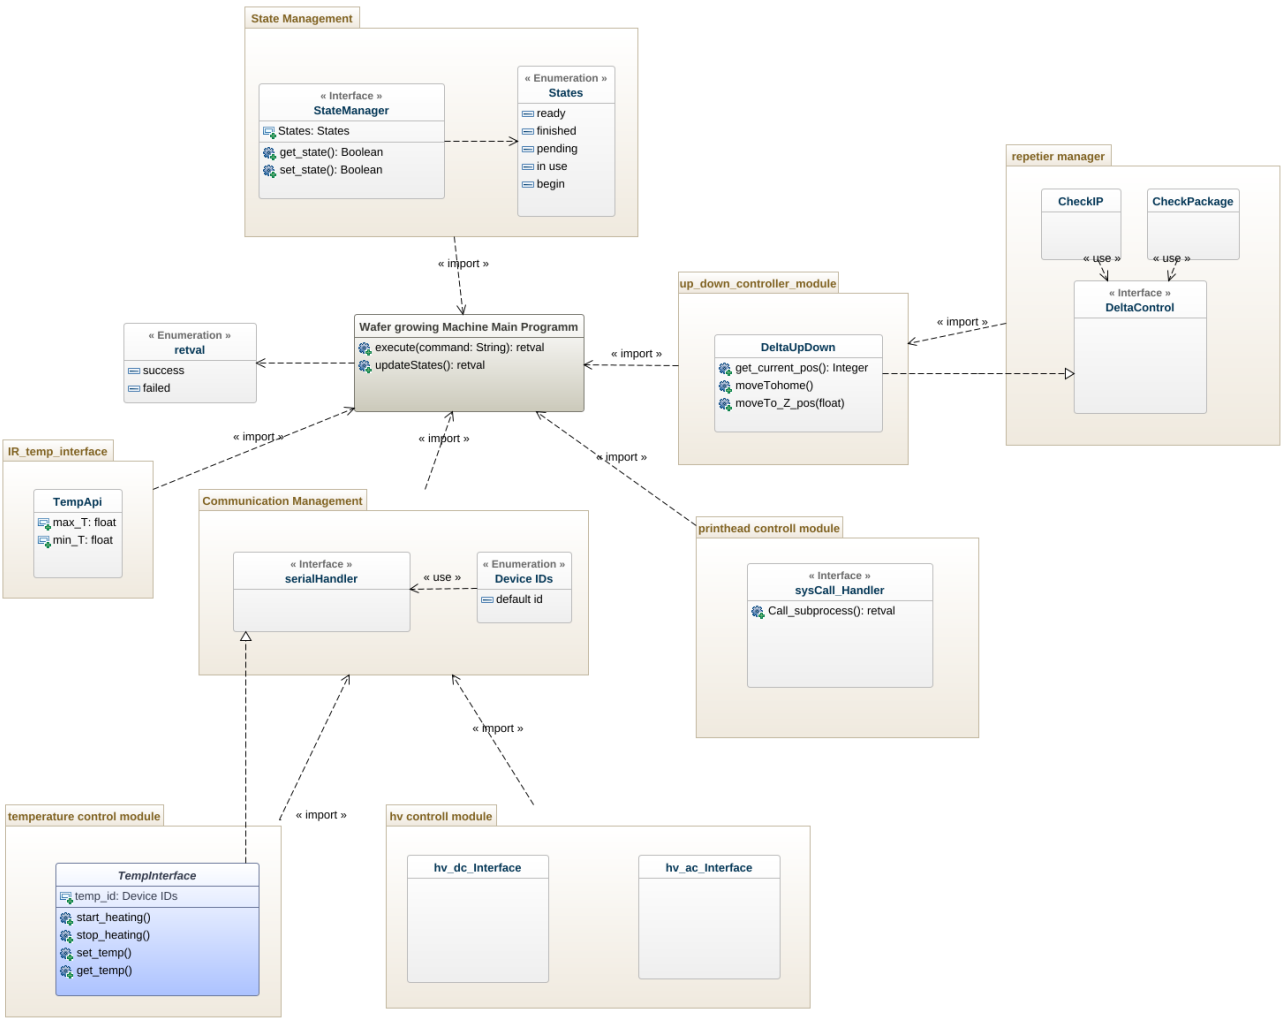 State Management
« Interface »
StateManager
States: States
get_state(): Boolean
set_state(): Boolean
« Enumeration »
States
ready
finished
pending
in use
begin
« import »
repetier manager
CheckIP
CheckPackage
« use »
« use »
« Interface »
DeltaControl
« import »
up_down_controller_module
DeltaUpDown
get_current_pos(): Integer
moveTohome()
moveTo_Z_pos(float)
« import »
Wafer growing Machine Main Programm
execute(command: String): retval
updateStates(): retval
« Enumeration »
retval
success
failed
« import »
« import »
« import »
IR_temp_interface
TempApi
max_T: float
min_T: float
Communication Management
« Interface »
serialHandler
« use »
« Enumeration »
Device IDs
default id
printhead controll module
« Interface »
sysCall_Handler
Call_subprocess(): retval
« import »
« import »
temperature control module
TempInterface
temp_id: Device IDs
start_heating()
stop_heating()
set_temp()
get_temp()
hv controll module
hv_dc_Interface
hv_ac_Interface